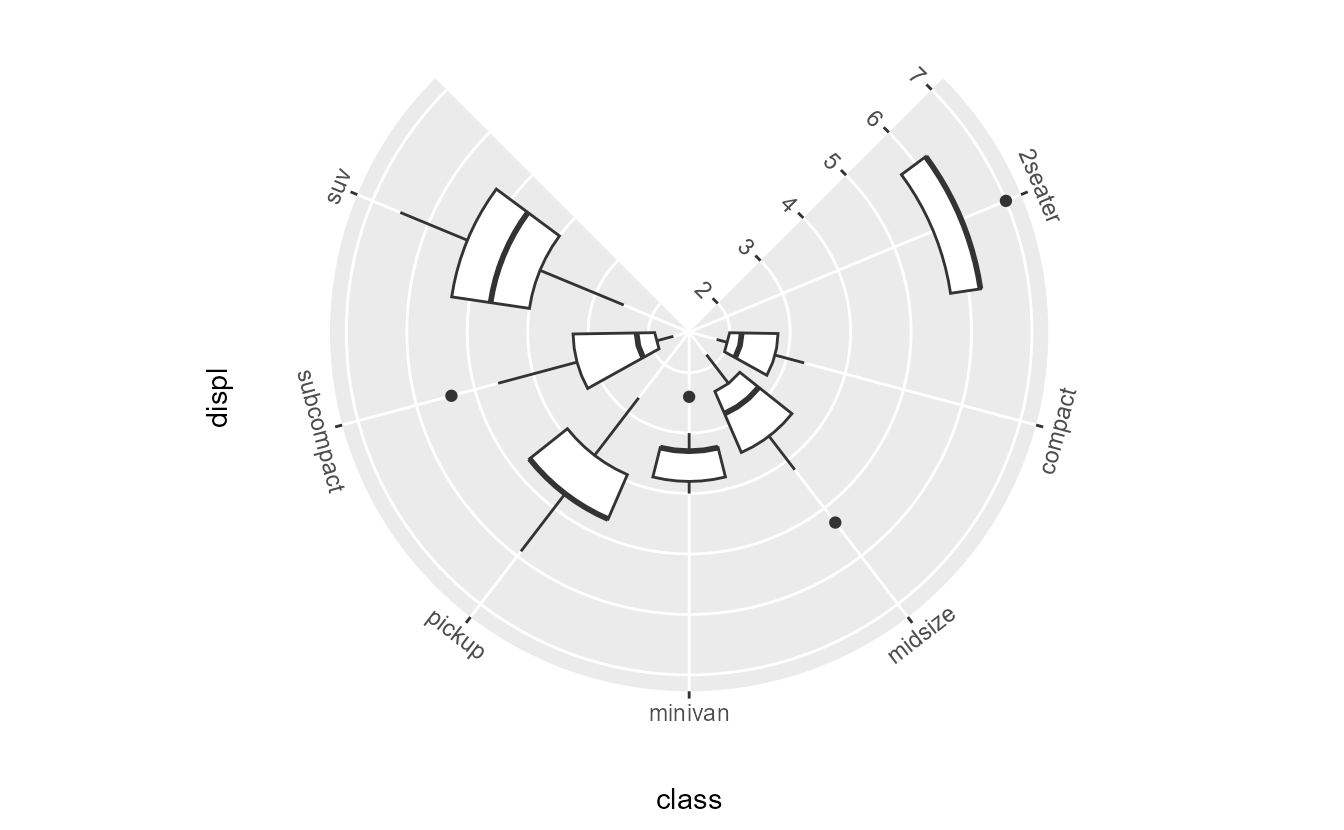 7
6
5
4
3
2
2seater
suv
compact
subcompact
displ
pickup
midsize
minivan
class